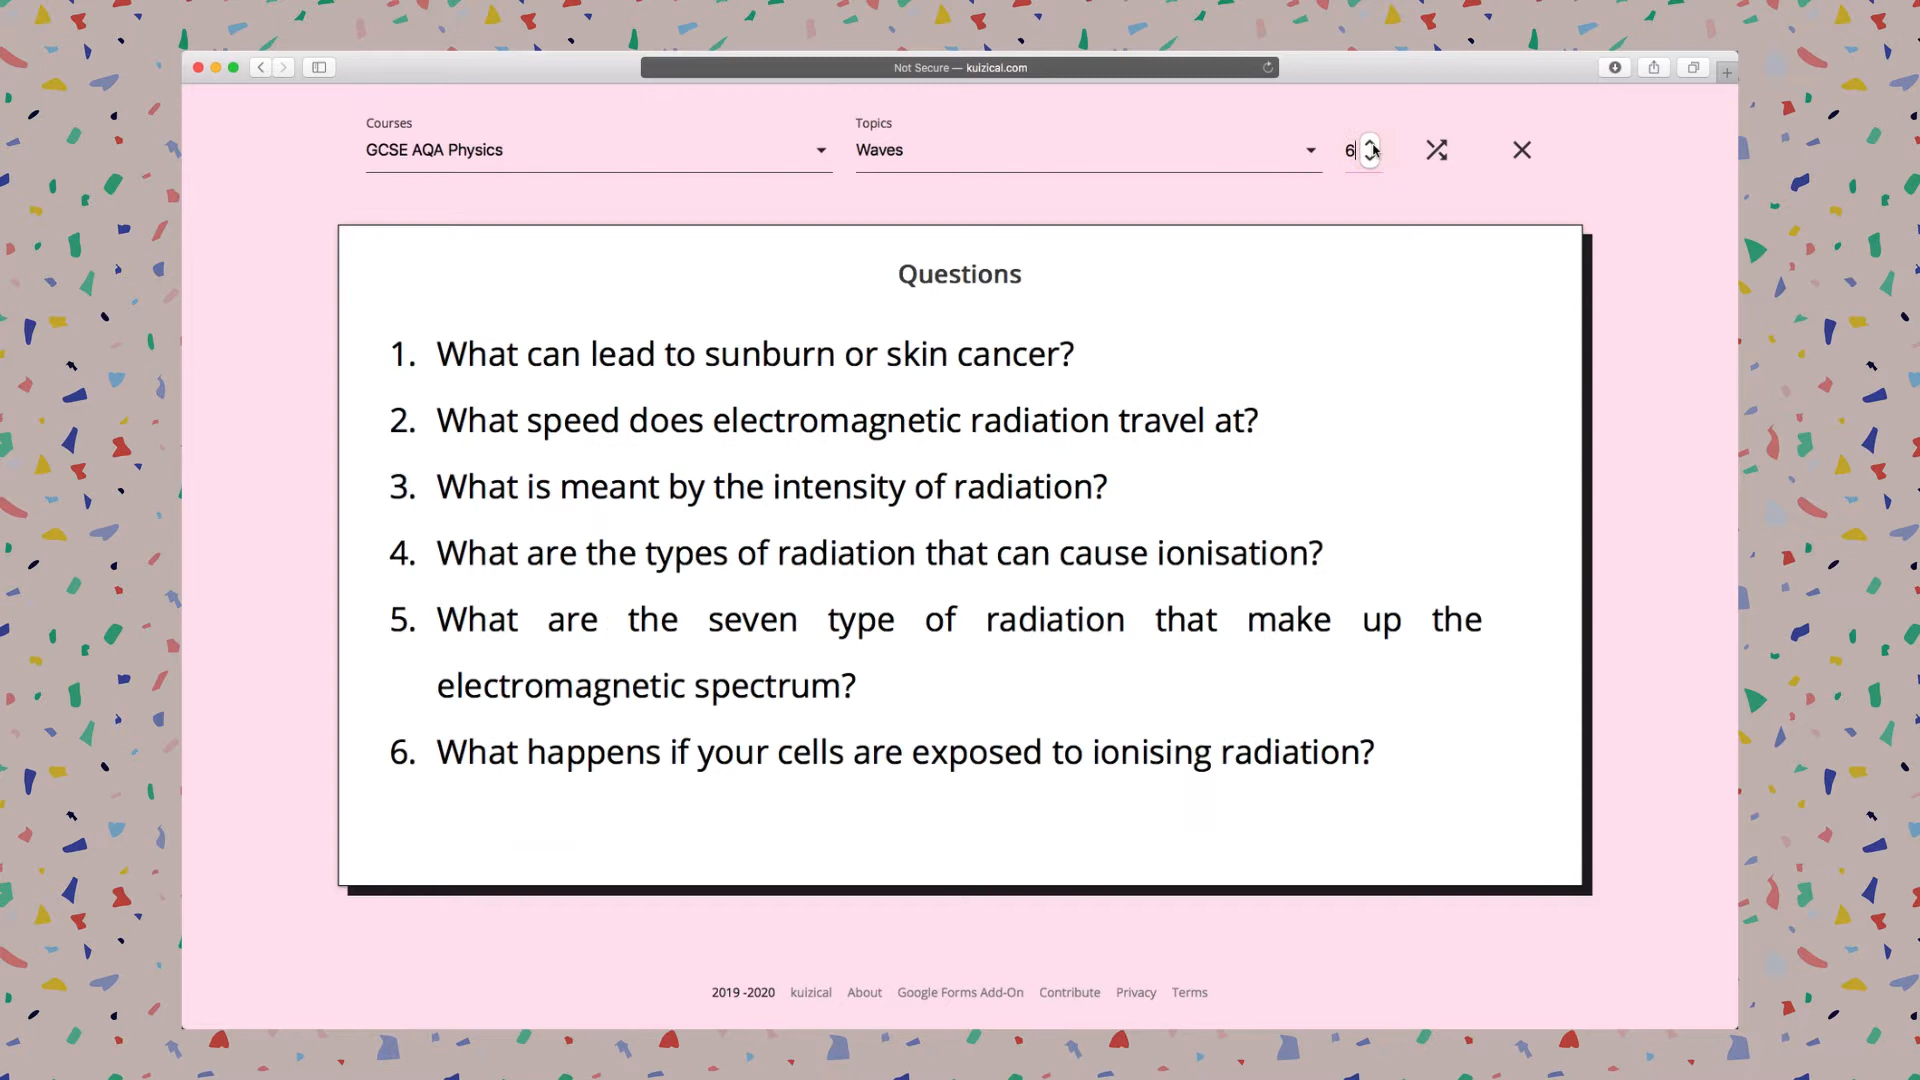 Not Secure — kuizical.com
Courses
GCSE AQA Physics
Topics
Waves
6
Questions
1. What can lead to sunburn or skin cancer?
2. What speed does electromagnetic radiation travel at?
3. What is meant by the intensity of radiation?
4. What are the types of radiation that can cause ionisation?
5. What are the seven type of radiation that make up the
electromagnetic spectrum?
6. What happens if your cells are exposed to ionising radiation?
2019 -2020 kuizical About Google Forms Add-On Contribute Privacy Terms